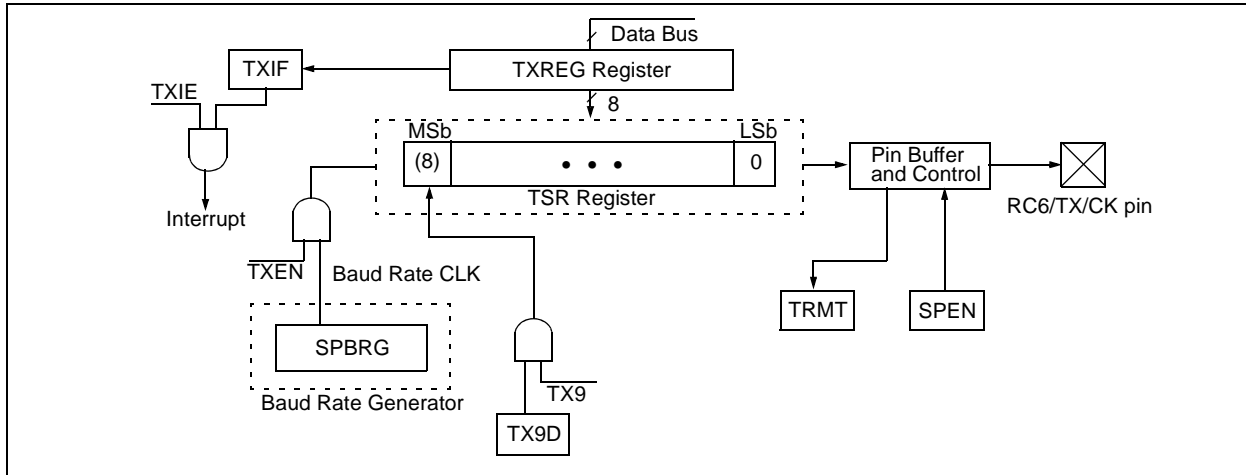 Data Bus
TXIF
TXREG Register
TXIE
8
MSb
LSb
(8)
• • •
0
Pin Buffer
and Control
TSR Register
Interrupt
RC6/TX/CK pin
TXEN
Baud Rate CLK
TRMT
SPEN
SPBRG
TX9
Baud Rate Generator
TX9D